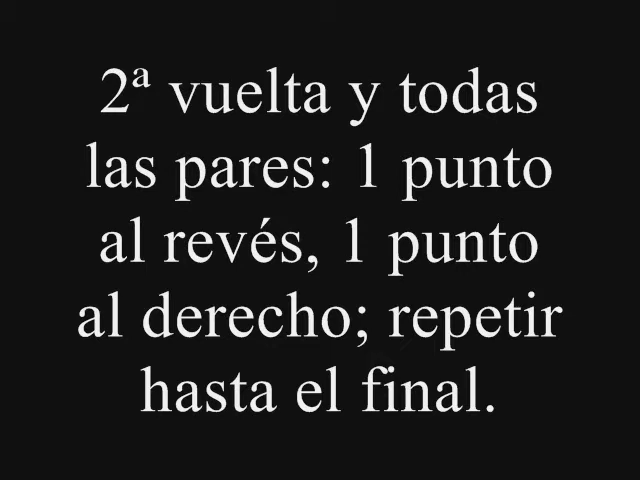 2ª vuelta y todas
las pares: 1 punto
al revés, 1 punto
al derecho; repetir
hasta el final.